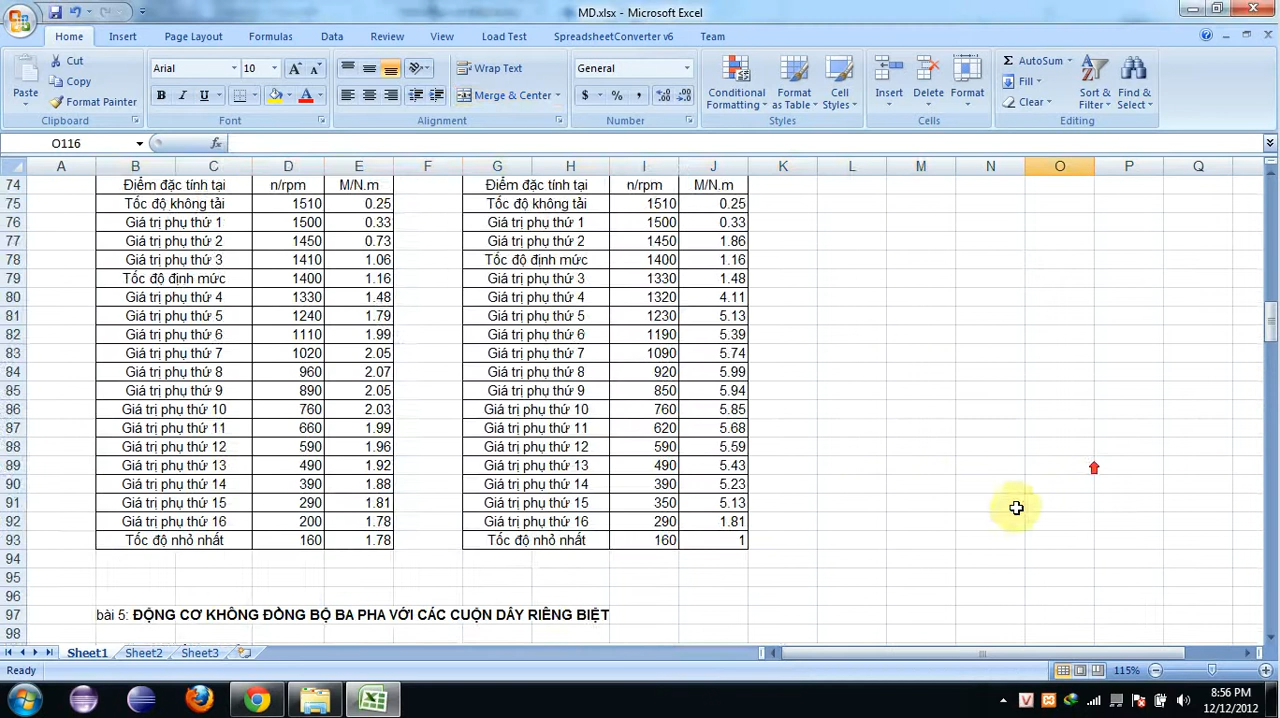 MD.xlsx - Microsoft Excel
Home Insert Page Layout Formulas Data Review View Load Test SpreadsheetConverter v6 Team
Paste
Cut
Copy
Format Painter
Clipboard
Arial 10
B I U
Font
Wrap Text
Merge & Center
Alignment
General
$ % ,
Number
Conditional Formatting
Format as Table
Cell Styles
Styles
Insert
Delete
Format
Cells
AutoSum
Fill
Clear
Sort & Filter
Find & Select
Editing
O116 fx
A B C D E F G H I J K L M N O P Q
74 Điểm đặc tính tại n/rpm M/N.m Điểm đặc tính tại n/rpm M/N.m
75 Tốc độ không tải 1510 0.25 Tốc độ không tải 1510 0.25
76 Giá trị phụ thứ 1 1500 0.33 Giá trị phụ thứ 1 1500 0.33
77 Giá trị phụ thứ 2 1450 0.73 Giá trị phụ thứ 2 1450 1.86
78 Giá trị phụ thứ 3 1410 1.06 Tốc độ định mức 1400 1.16
79 Tốc độ định mức 1400 1.16 Giá trị phụ thứ 3 1330 1.48
80 Giá trị phụ thứ 4 1330 1.48 Giá trị phụ thứ 4 1320 4.11
81 Giá trị phụ thứ 5 1240 1.79 Giá trị phụ thứ 5 1230 5.13
82 Giá trị phụ thứ 6 1110 1.99 Giá trị phụ thứ 6 1190 5.39
83 Giá trị phụ thứ 7 1020 2.05 Giá trị phụ thứ 7 1090 5.74
84 Giá trị phụ thứ 8 960 2.07 Giá trị phụ thứ 8 920 5.99
85 Giá trị phụ thứ 9 890 2.05 Giá trị phụ thứ 9 850 5.94
86 Giá trị phụ thứ 10 760 2.03 Giá trị phụ thứ 10 760 5.85
87 Giá trị phụ thứ 11 660 1.99 Giá trị phụ thứ 11 620 5.68
88 Giá trị phụ thứ 12 590 1.96 Giá trị phụ thứ 12 590 5.59
89 Giá trị phụ thứ 13 490 1.92 Giá trị phụ thứ 13 490 5.43
90 Giá trị phụ thứ 14 390 1.88 Giá trị phụ thứ 14 390 5.23
91 Giá trị phụ thứ 15 290 1.81 Giá trị phụ thứ 15 350 5.13
92 Giá trị phụ thứ 16 200 1.78 Giá trị phụ thứ 16 290 1.81
93 Tốc độ nhỏ nhất 160 1.78 Tốc độ nhỏ nhất 160 1
94
95
96
97 bài 5: ĐỘNG CƠ KHÔNG ĐỒNG BỘ BA PHA VỚI CÁC CUỘN DÂY RIÊNG BIỆT
98
Sheet1 Sheet2 Sheet3
Ready 115%
8:56 PM
12/12/2012